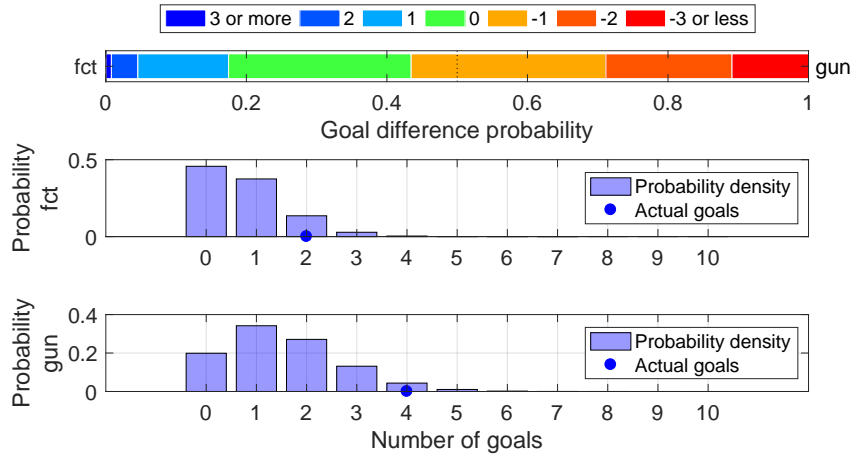 3 or more 2 1 0 -1 -2 -3 or less
fct gun
0 0.2 0.4 0.6 0.8 1
Goal difference probability
Probability
fct
0.5
0
Probability density
Actual goals
0 1 2 3 4 5 6 7 8 9 10
Probability
gun
0.4
0.2
0
Probability density
Actual goals
0 1 2 3 4 5 6 7 8 9 10
Number of goals